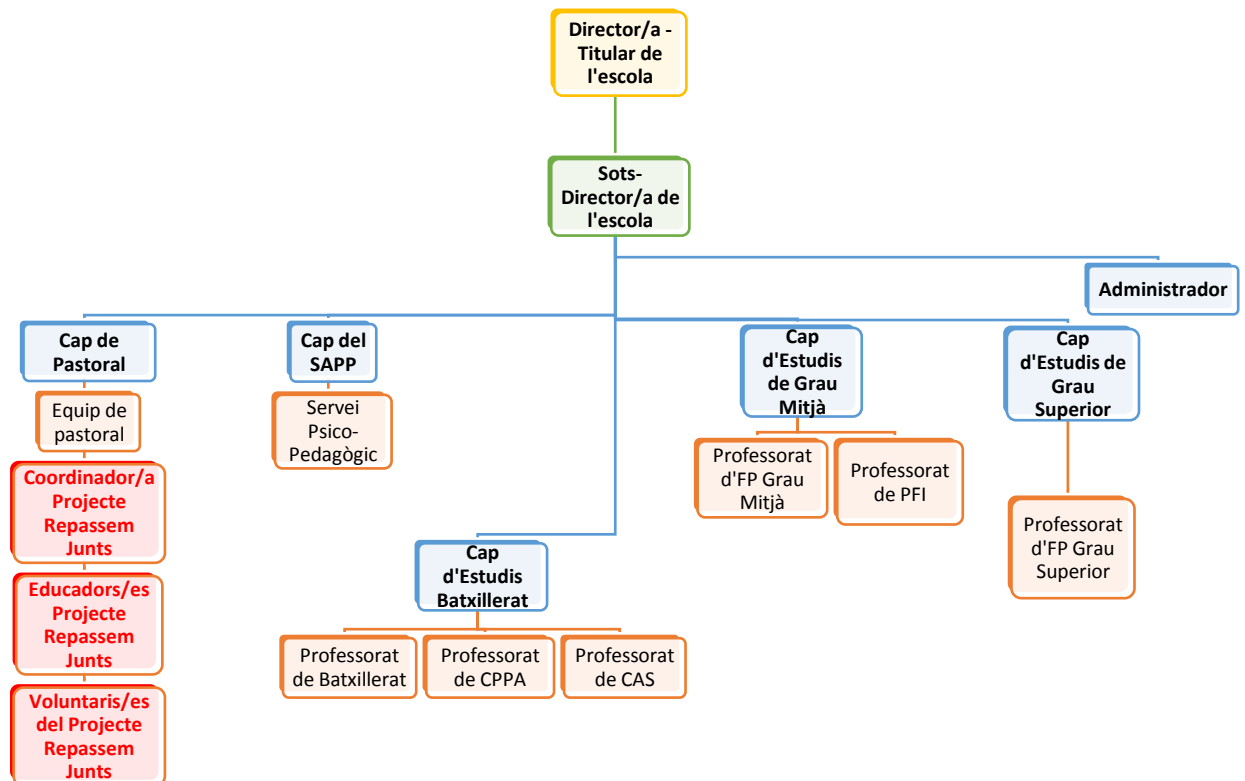 Director/a -
Titular de
l'escola
Sots-
Director/a de
l'escola
Administrador
Cap de
Pastoral
Cap del
SAPP
Cap
d'Estudis
de Grau
Mitjà
Cap
d'Estudis de
Grau
Superior
Equip de
pastoral
Servei
Psico-
Pedagògic
Coordinador/a
Projecte
Repassem
Junts
Professorat
d'FP Grau
Mitjà
Professorat
de PFI
Professorat
d'FP Grau
Superior
Cap
d'Estudis
Batxillerat
Educadors/es
Projecte
Repassem
Junts
Professorat
de Batxillerat
Professorat
de CPPA
Professorat
de CAS
Voluntaris/es
del Projecte
Repassem
Junts